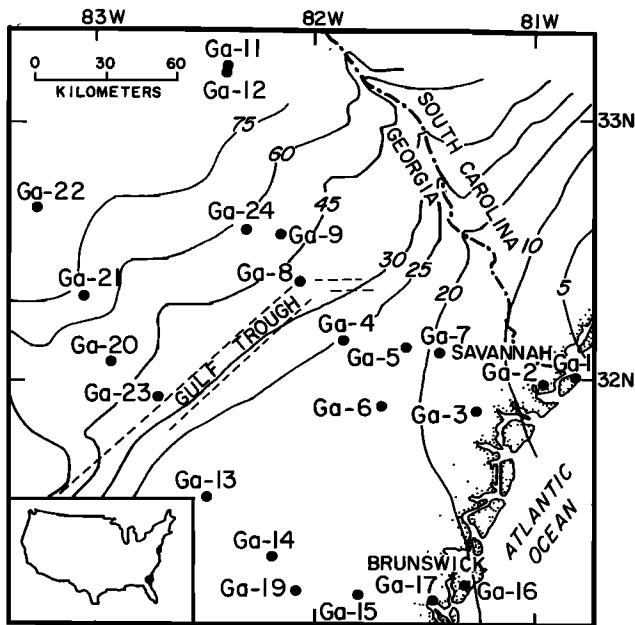 83W 82W 81W
Ga-11
Ga-12
0 30 60
KILOMETERS
33N
75
60
SOUTH CAROLINA
GEORGIA
Ga-22
45
Ga-24
Ga-9
10
Ga-8
30
25
5
Ga-21
20
GULF TROUGH
Ga-4
Ga-7
Ga-5
SAVANNAH
Ga-20
Ga-2
Ga-1
32N
Ga-23
Ga-6
Ga-3
Ga-13
ATLANTIC
OCEAN
Ga-14
BRUNSWICK
Ga-19
Ga-17
Ga-16
Ga-15